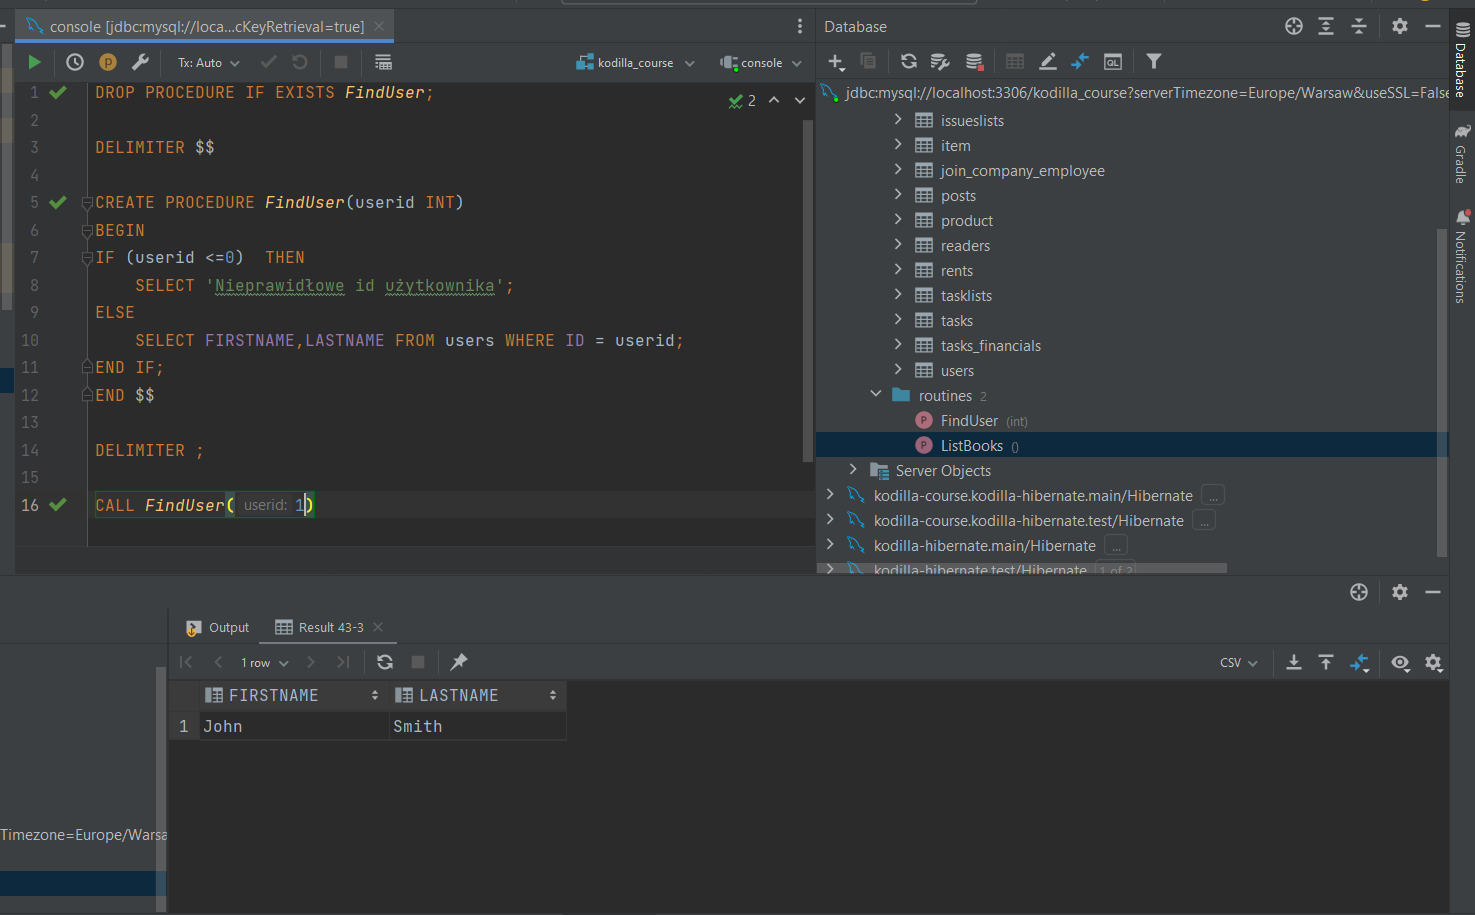 console [jdbc:mysql://loca...cKeyRetrieval=true]
Tx: Auto
kodilla_course
console
1 DROP PROCEDURE IF EXISTS FindUser;
2
2
3 DELIMITER $$
4
5 CREATE PROCEDURE FindUser(userid INT)
6 BEGIN
7 IF (userid <=0)  THEN
8 SELECT 'Nieprawidłowe id użytkownika';
9 ELSE
10 SELECT FIRSTNAME,LASTNAME FROM users WHERE ID = userid;
11 END IF;
12 END $$
13
14 DELIMITER ;
15
16 CALL FindUser( userid: 1)
Database
QL
jdbc:mysql://localhost:3306/kodilla_course?serverTimezone=Europe/Warsaw&useSSL=False
issueslists
item
join_company_employee
posts
product
readers
rents
tasklists
tasks
tasks_financials
users
routines 2
P FindUser (int)
P ListBooks ()
Server Objects
kodilla-course.kodilla-hibernate.main/Hibernate ...
kodilla-course.kodilla-hibernate.test/Hibernate ...
kodilla-hibernate.main/Hibernate ...
kodilla-hibernate.test/Hibernate 1 of 2
Database
Gradle
Notifications
Output
Result 43-3
1 row
CSV
FIRSTNAME LASTNAME
1 John Smith
Timezone=Europe/Warsa